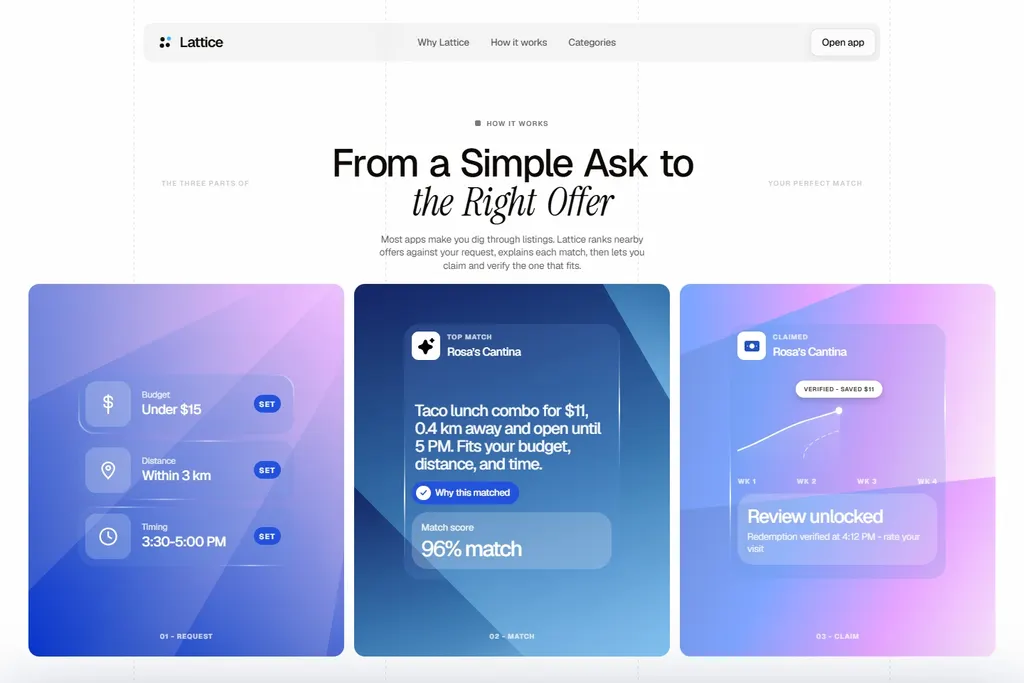 Lattice
Why Lattice
How it works
Categories
Open app
HOW IT WORKS
From a Simple Ask to
the Right Offer
THE THREE PARTS OF
YOUR PERFECT MATCH
Most apps make you dig through listings. Lattice ranks nearby
offers against your request, explains each match, then lets you
claim and verify the one that fits.
Budget
Under $15
SET
Distance
Within 3 km
SET
Timing
3:30-5:00 PM
SET
01 - REQUEST
TOP MATCH
Rosa's Cantina
Taco lunch combo for $11,
0.4 km away and open until
5 PM. Fits your budget,
distance, and time.
Why this matched
Match score
96% match
02 - MATCH
CLAIMED
Rosa's Cantina
VERIFIED - SAVED $11
WK 1
WK 2
WK 3
WK 4
Review unlocked
Redemption verified at 4:12 PM - rate your
visit
03 - CLAIM